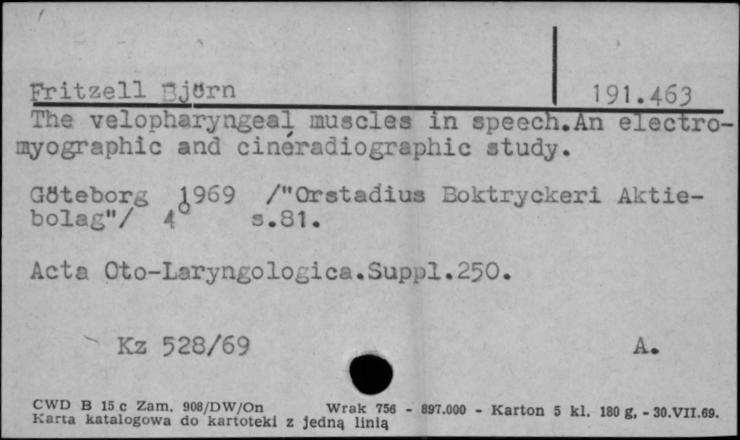 Fritzell Björn 191.463
The velopharyngeal muscles in speech.An electro-
myographic and cinéradiographic study.
Göteborg 1969 /"Orstadius Boktryckeri Aktie-
bolag"/ 4° s.81.
Acta Oto-Laryngologica.Suppl.250.
Kz 528/69 A.
CWD B 15 c Zam. 908/DW/On Wrak 756 - 897.000 - Karton 5 kl. 180 g, - 30.VII.69.
Karta katalogowa do kartoteki z jedną linią